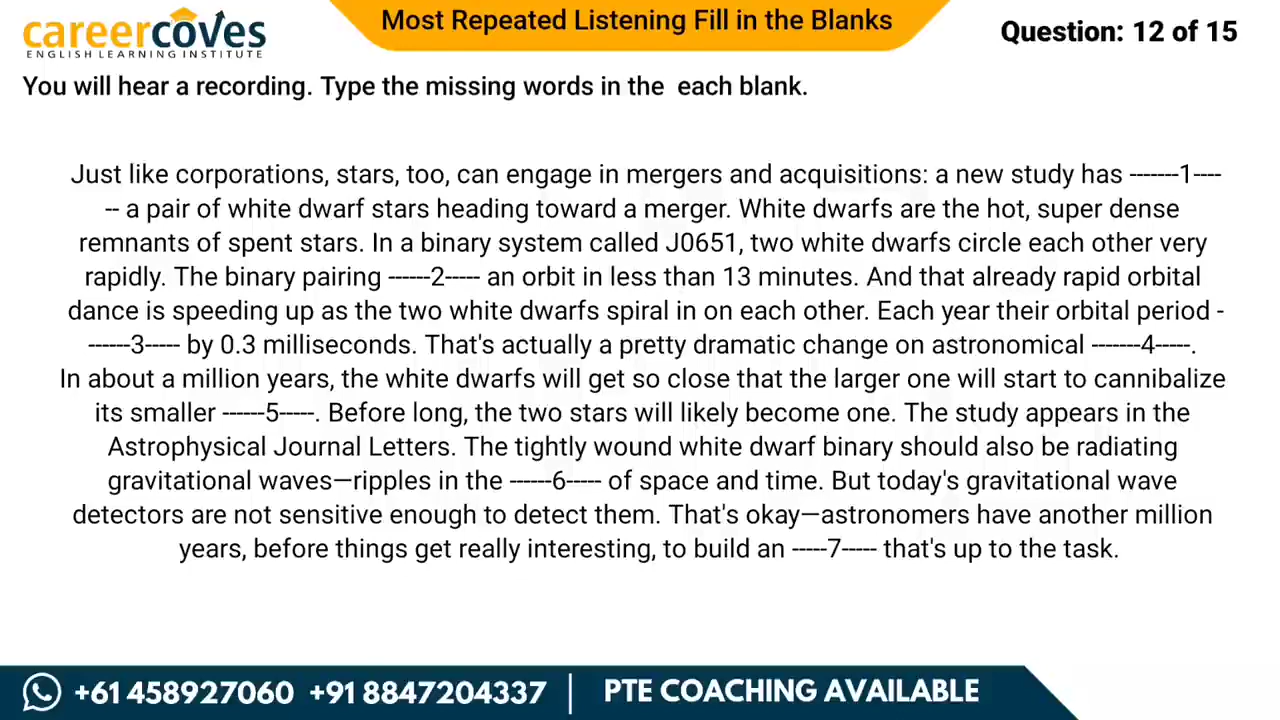 careercoves
ENGLISH LEARNING INSTITUTE
Most Repeated Listening Fill in the Blanks
Question: 12 of 15
You will hear a recording. Type the missing words in the  each blank.
Just like corporations, stars, too, can engage in mergers and acquisitions: a new study has -------1----
-- a pair of white dwarf stars heading toward a merger. White dwarfs are the hot, super dense
remnants of spent stars. In a binary system called J0651, two white dwarfs circle each other very
rapidly. The binary pairing ------2----- an orbit in less than 13 minutes. And that already rapid orbital
dance is speeding up as the two white dwarfs spiral in on each other. Each year their orbital period -
------3----- by 0.3 milliseconds. That's actually a pretty dramatic change on astronomical -------4-----.
In about a million years, the white dwarfs will get so close that the larger one will start to cannibalize
its smaller ------5-----. Before long, the two stars will likely become one. The study appears in the
Astrophysical Journal Letters. The tightly wound white dwarf binary should also be radiating
gravitational waves—ripples in the ------6----- of space and time. But today's gravitational wave
detectors are not sensitive enough to detect them. That's okay—astronomers have another million
years, before things get really interesting, to build an -----7----- that's up to the task.
+61 458927060 +91 8847204337 | PTE COACHING AVAILABLE